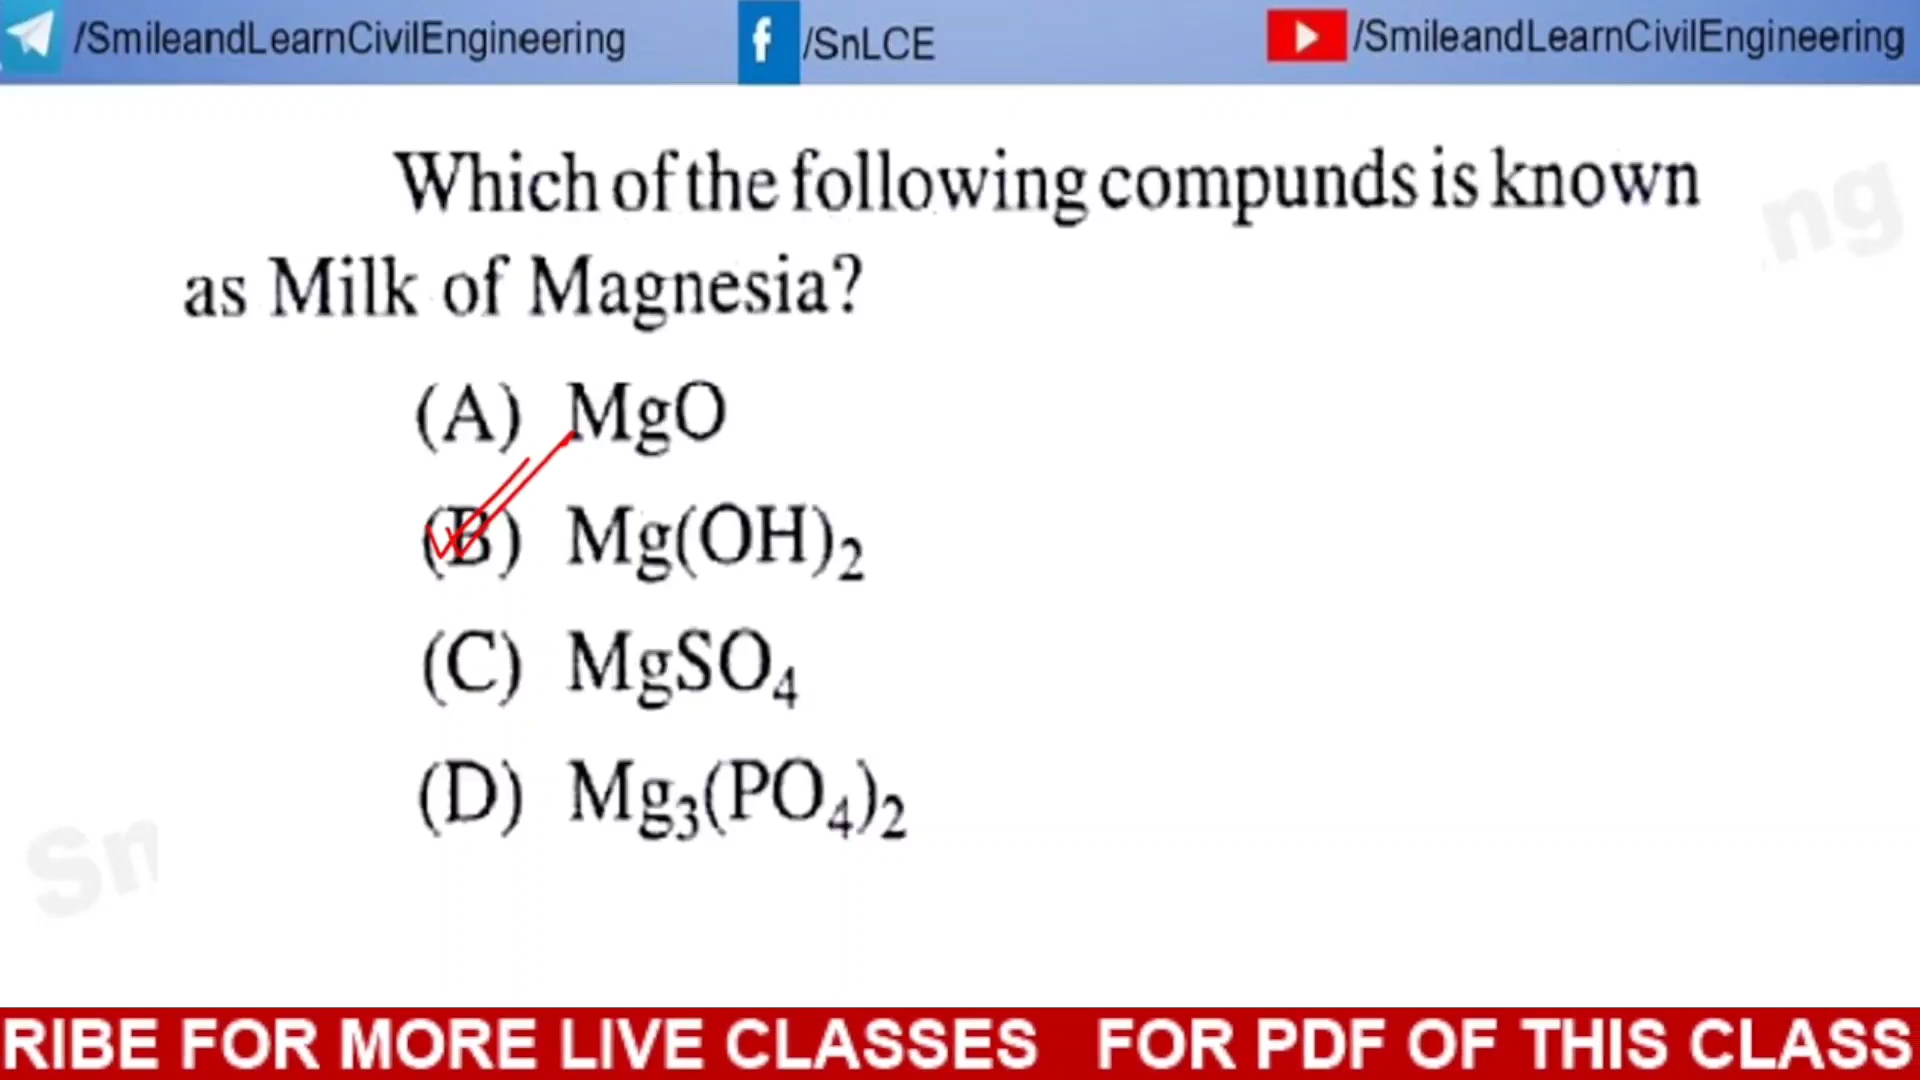 /SmileandLearnCivilEngineering /SnLCE /SmileandLearnCivilEngineering
Which of the following compunds is known
as Milk of Magnesia?
(A) MgO
(B) Mg(OH)₂
(C) MgSO₄
(D) Mg₃(PO₄)₂
RIBE FOR MORE LIVE CLASSES FOR PDF OF THIS CLASS